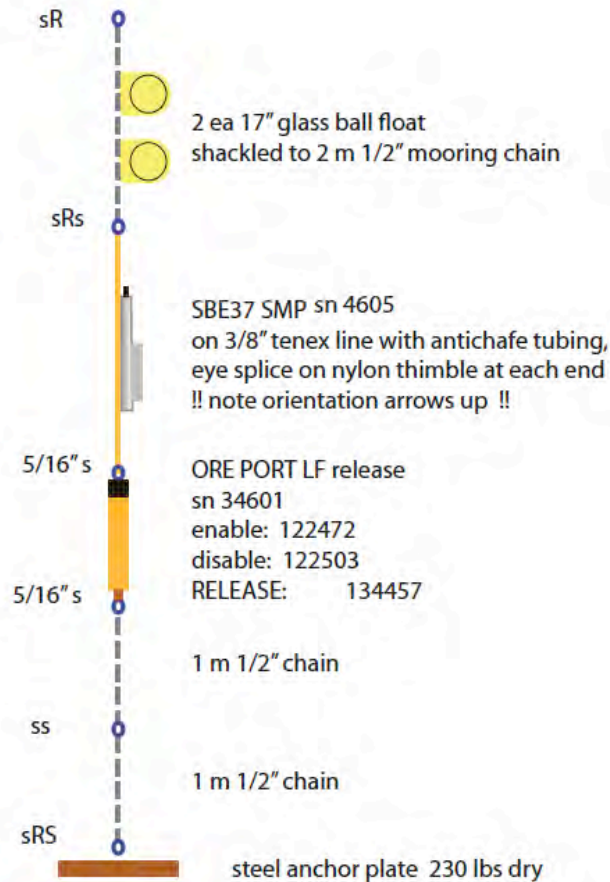 sR
2 ea 17" glass ball float
shackled to 2 m 1/2" mooring chain
sRs
SBE37 SMP sn 4605
on 3/8" tenex line with antichafe tubing,
eye splice on nylon thimble at each end
!! note orientation arrows up !!
5/16" s
ORE PORT LF release
sn 34601
enable: 122472
disable: 122503
5/16" s
RELEASE: 134457
1 m 1/2" chain
ss
1 m 1/2" chain
sRS
steel anchor plate 230 lbs dry